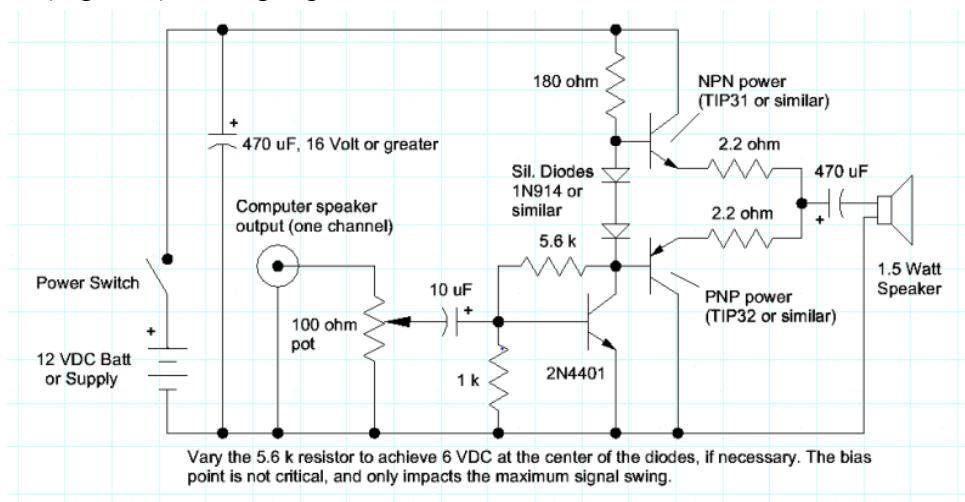 180 ohm
NPN power
(TIP31 or similar)
+
470 uF, 16 Volt or greater
2.2 ohm
Sil. Diodes
1N914 or
similar
470 uF
+
Computer speaker
output (one channel)
2.2 ohm
5.6 k
1.5 Watt
Speaker
Power Switch
10 uF
+
PNP power
(TIP32 or similar)
100 ohm
pot
+
12 VDC Batt
or Supply
1 k
2N4401
Vary the 5.6 k resistor to achieve 6 VDC at the center of the diodes, if necessary. The bias
point is not critical, and only impacts the maximum signal swing.